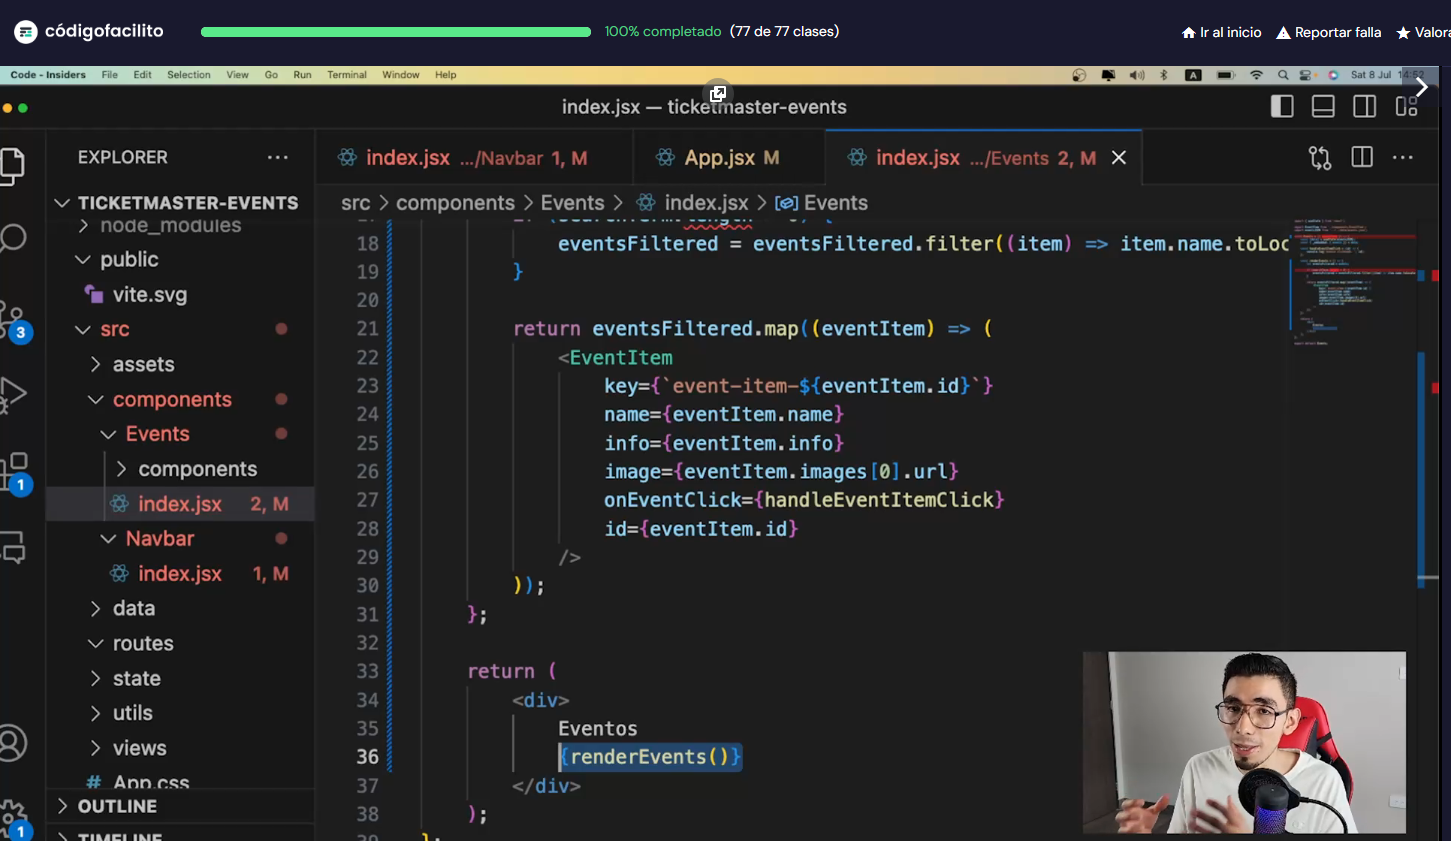 códigofacilito
100% completado (77 de 77 clases)
Ir al inicio
Reportar falla
Valora
Code - Insiders File Edit Selection View Go Run Terminal Window Help
Sat 8 Jul 14:52
index.jsx — ticketmaster-events
EXPLORER
index.jsx .../Navbar 1, M
App.jsx M
index.jsx .../Events 2, M
TICKETMASTER-EVENTS
src > components > Events > index.jsx > Events
node_modules
public
vite.svg
src
assets
components
Events
components
index.jsx 2, M
Navbar
index.jsx 1, M
data
routes
state
utils
views
# App.css
OUTLINE
TIMELINE
3
1
1
18 eventsFiltered = eventsFiltered.filter((item) => item.name.toLoc
19 }
20
21 return eventsFiltered.map((eventItem) => (
22 <EventItem
23 key={`event-item-${eventItem.id}`}
24 name={eventItem.name}
25 info={eventItem.info}
26 image={eventItem.images[0].url}
27 onEventClick={handleEventItemClick}
28 id={eventItem.id}
29 />
30 ));
31 };
32
33 return (
34 <div>
35 Eventos
36 {renderEvents()}
37 </div>
38 );
39 };